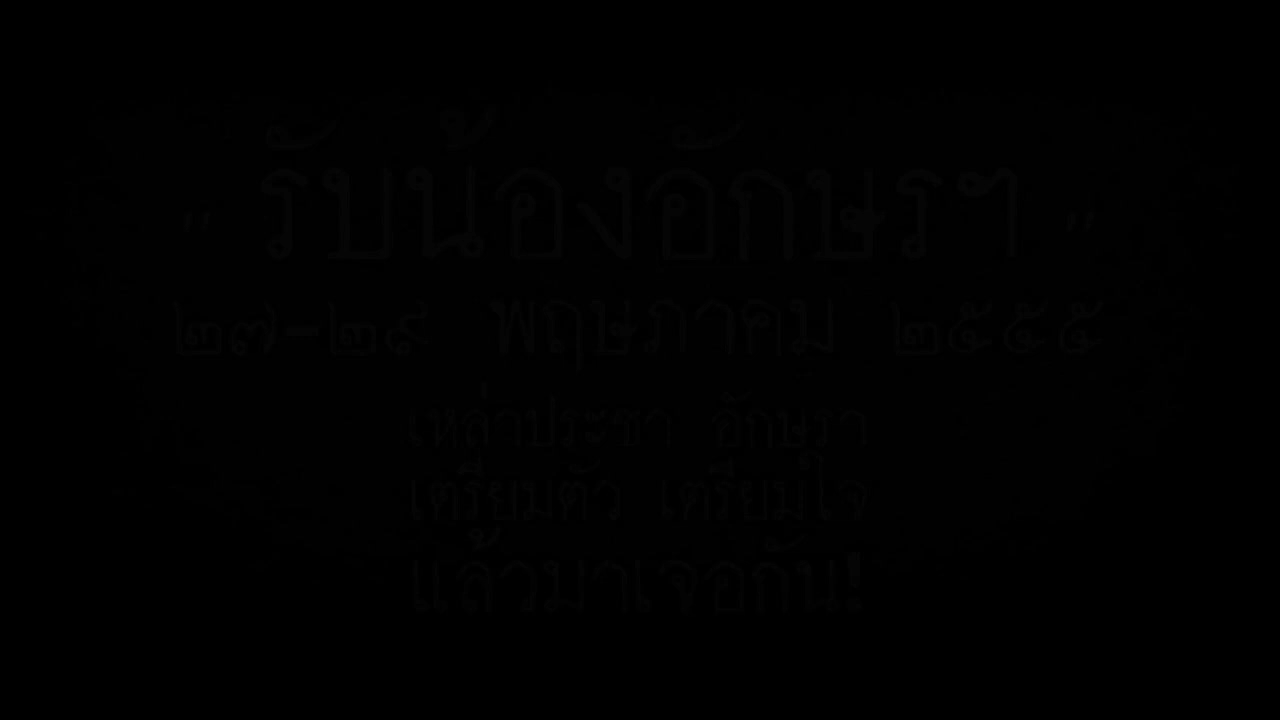 " รับน้องอักษรฯ "
๒๗-๒๙ พฤษภาคม ๒๕๕๕
เหล่าประชา อักษรา
เตรียมตัว เตรียมใจ
แล้วมาเจอกัน!